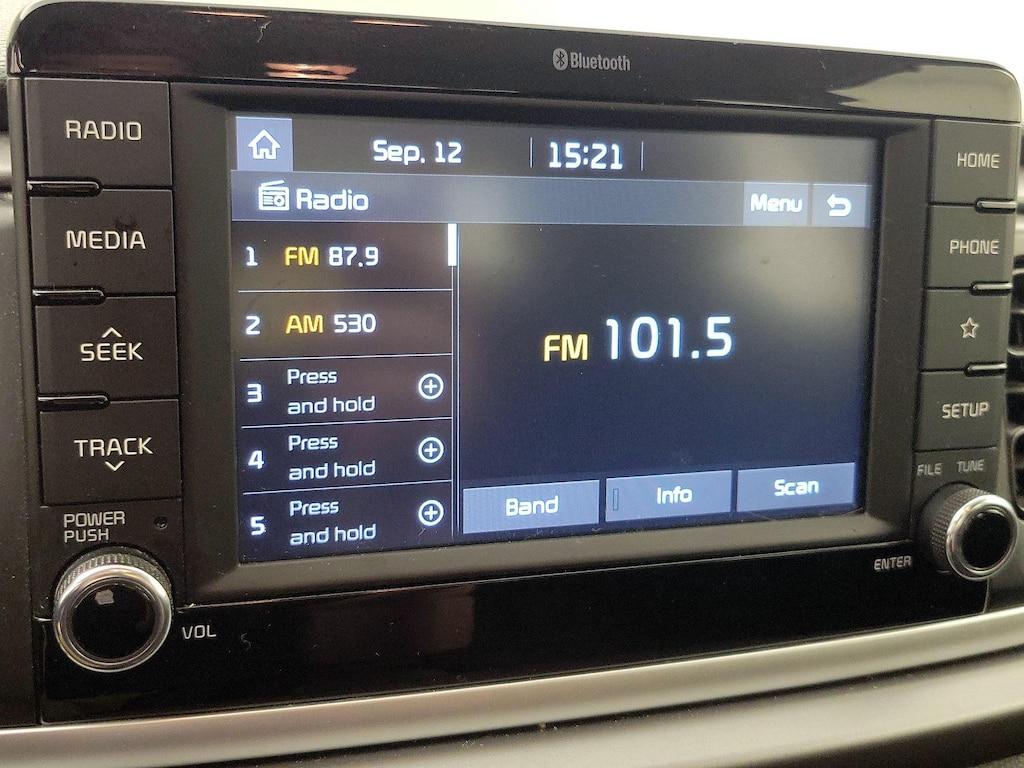 Bluetooth
RADIO
MEDIA
SEEK
TRACK
POWER
PUSH
VOL
Sep. 12 15:21
Radio
Menu
1 FM 87.9
2 AM 530
3 Press
and hold
4 Press
and hold
5 Press
and hold
FM 101.5
Band
Info
Scan
HOME
PHONE
SETUP
FILE TUNE
ENTER